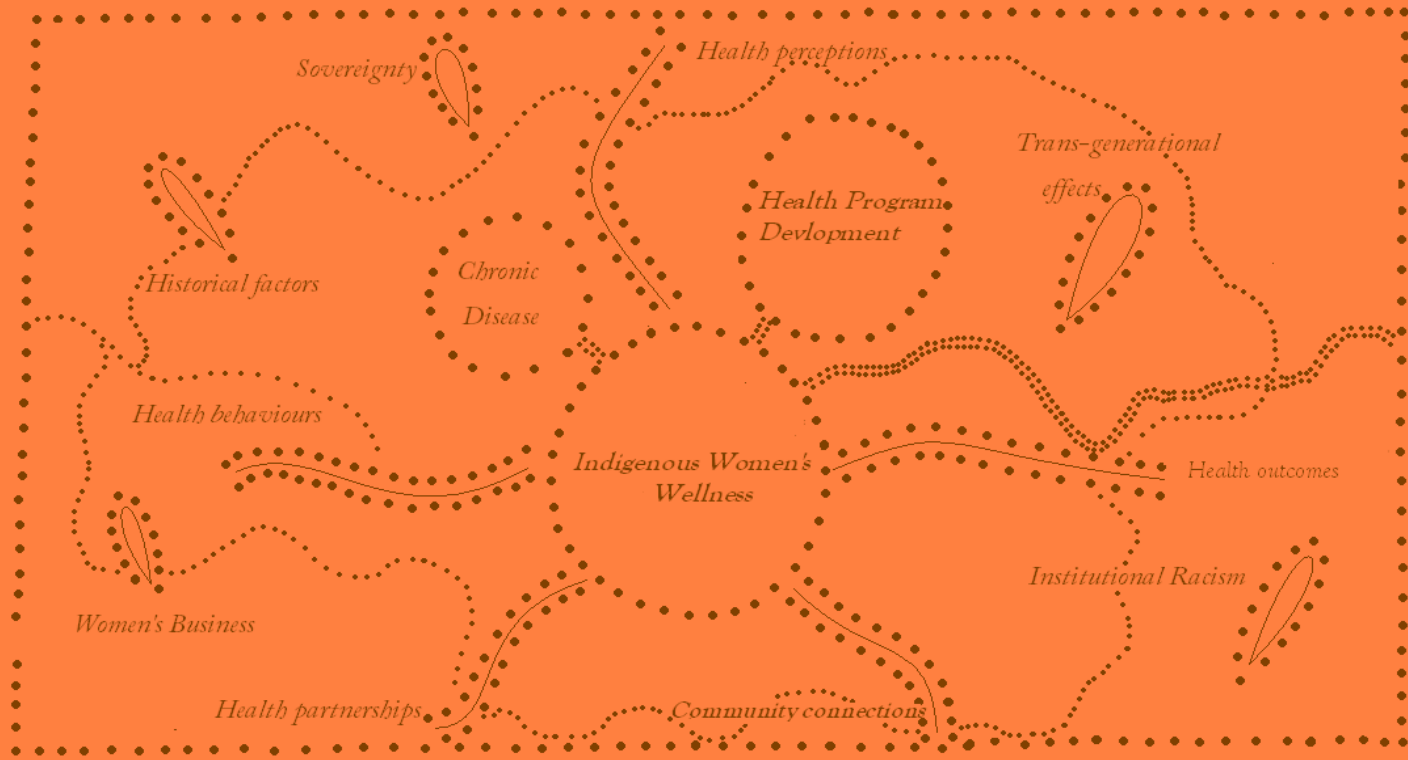 Sovereignty
Health perceptions
Trans-generational
effects
Health Program
Devlopment
Chronic
Disease
Historical factors
Health behaviours
Indigenous Women's
Wellness
Health outcomes
Institutional Racism
Women's Business
Health partnerships
Community connections